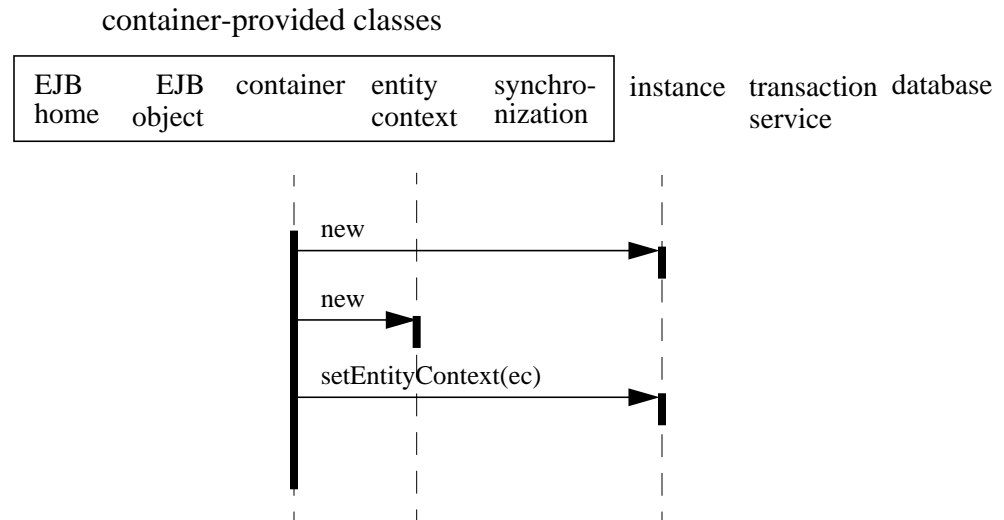 container-provided classes
EJB home
EJB object
container
entity context
synchro-
nization
instance
transaction service
database
new
new
setEntityContext(ec)